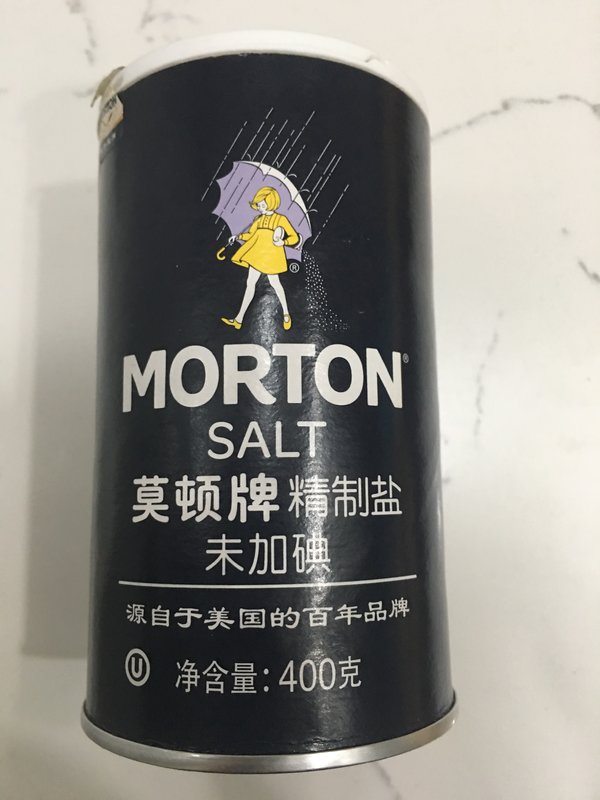 MORTON®
SALT
莫顿牌 精制盐
未加碘
源自于美国的百年品牌
Ⓤ 净含量: 400克